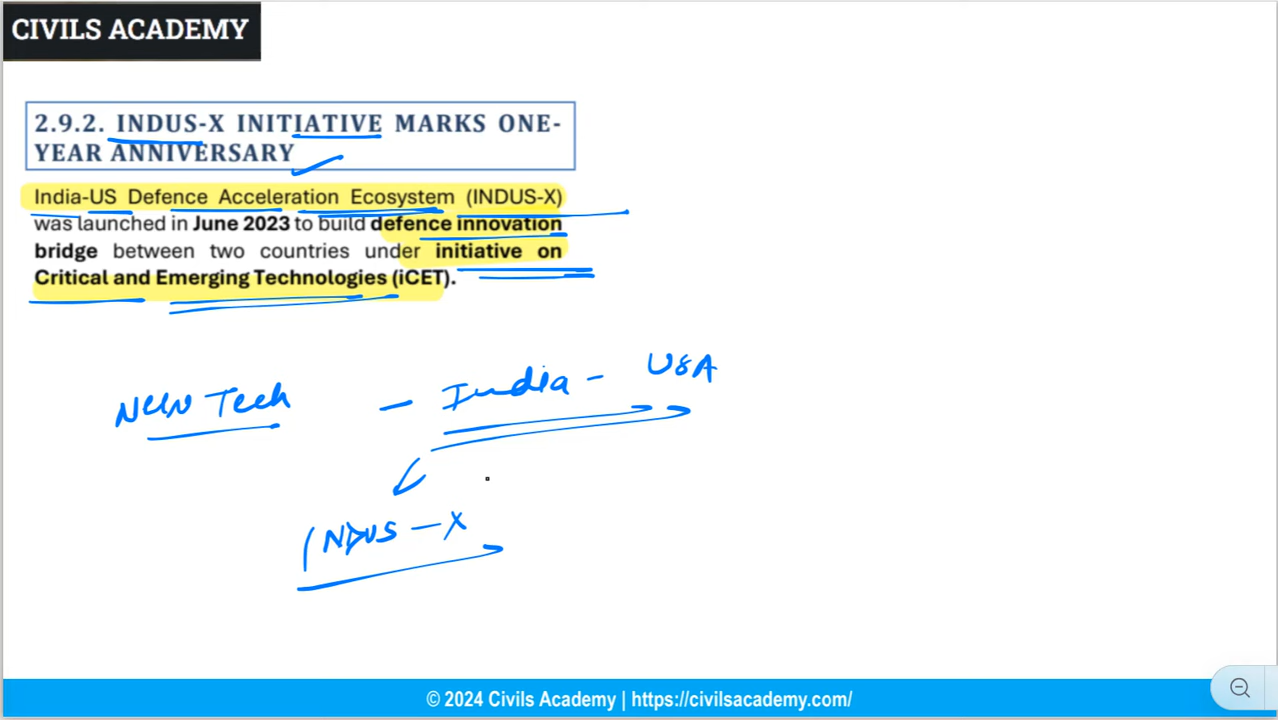 CIVILS ACADEMY
2.9.2. INDUS-X INITIATIVE MARKS ONE-
YEAR ANNIVERSARY
India-US Defence Acceleration Ecosystem (INDUS-X)
was launched in June 2023 to build defence innovation
bridge between two countries under initiative on
Critical and Emerging Technologies (iCET).
New Tech - India - USA
INDUS-X
© 2024 Civils Academy | https://civilsacademy.com/